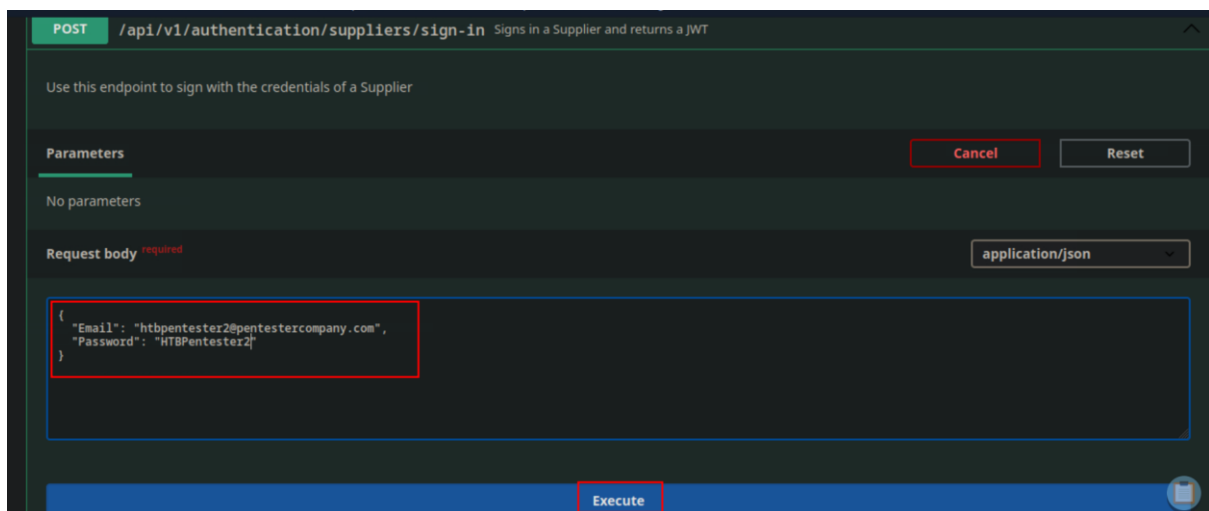 POST /api/v1/authentication/suppliers/sign-in Signs in a Supplier and returns a JWT
Use this endpoint to sign with the credentials of a Supplier
Parameters Cancel Reset
No parameters
Request body required application/json
{
"Email": "htbpentester2@pentestercompany.com",
"Password": "HTBPentester2"
}
Execute